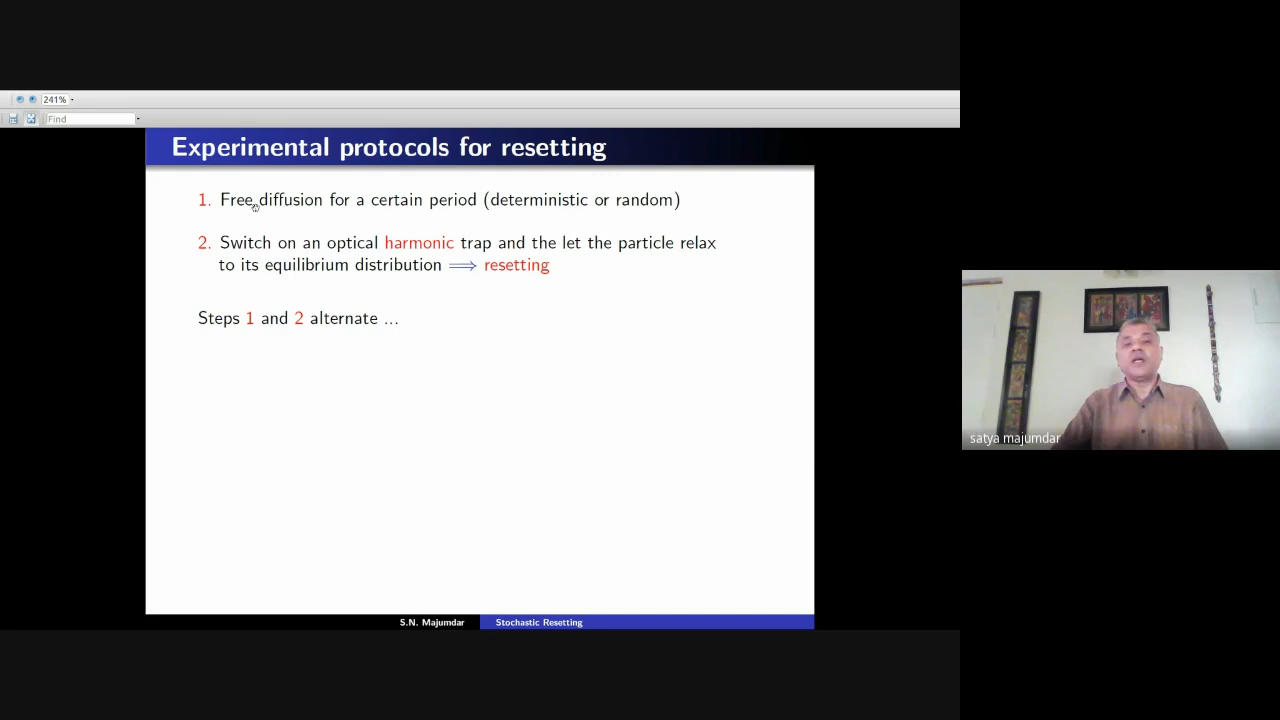 241%
Find
Experimental protocols for resetting
1. Free diffusion for a certain period (deterministic or random)
2. Switch on an optical harmonic trap and the let the particle relax
to its equilibrium distribution ⟹ resetting
Steps 1 and 2 alternate ...
satya majumdar
S.N. Majumdar
Stochastic Resetting